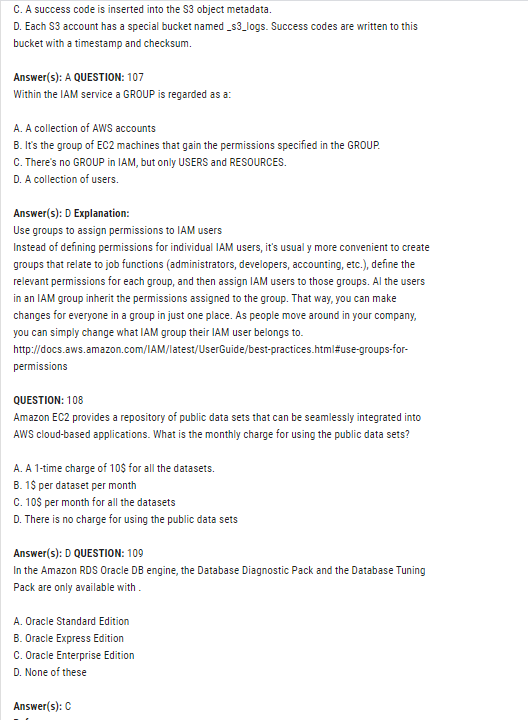 C. A success code is inserted into the S3 object metadata.
D. Each S3 account has a special bucket named _s3_logs. Success codes are written to this
bucket with a timestamp and checksum.
Answer(s): A QUESTION: 107
Within the IAM service a GROUP is regarded as a:
A. A collection of AWS accounts
B. It's the group of EC2 machines that gain the permissions specified in the GROUP.
C. There's no GROUP in IAM, but only USERS and RESOURCES.
D. A collection of users.
Answer(s): D Explanation:
Use groups to assign permissions to IAM users
Instead of defining permissions for individual IAM users, it's usual y more convenient to create
groups that relate to job functions (administrators, developers, accounting, etc.), define the
relevant permissions for each group, and then assign IAM users to those groups. Al the users
in an IAM group inherit the permissions assigned to the group. That way, you can make
changes for everyone in a group in just one place. As people move around in your company,
you can simply change what IAM group their IAM user belongs to.
http://docs.aws.amazon.com/IAM/latest/UserGuide/best-practices.html#use-groups-for-
permissions
QUESTION: 108
Amazon EC2 provides a repository of public data sets that can be seamlessly integrated into
AWS cloud-based applications. What is the monthly charge for using the public data sets?
A. A 1-time charge of 10$ for all the datasets.
B. 1$ per dataset per month
C. 10$ per month for all the datasets
D. There is no charge for using the public data sets
Answer(s): D QUESTION: 109
In the Amazon RDS Oracle DB engine, the Database Diagnostic Pack and the Database Tuning
Pack are only available with .
A. Oracle Standard Edition
B. Oracle Express Edition
C. Oracle Enterprise Edition
D. None of these
Answer(s): C